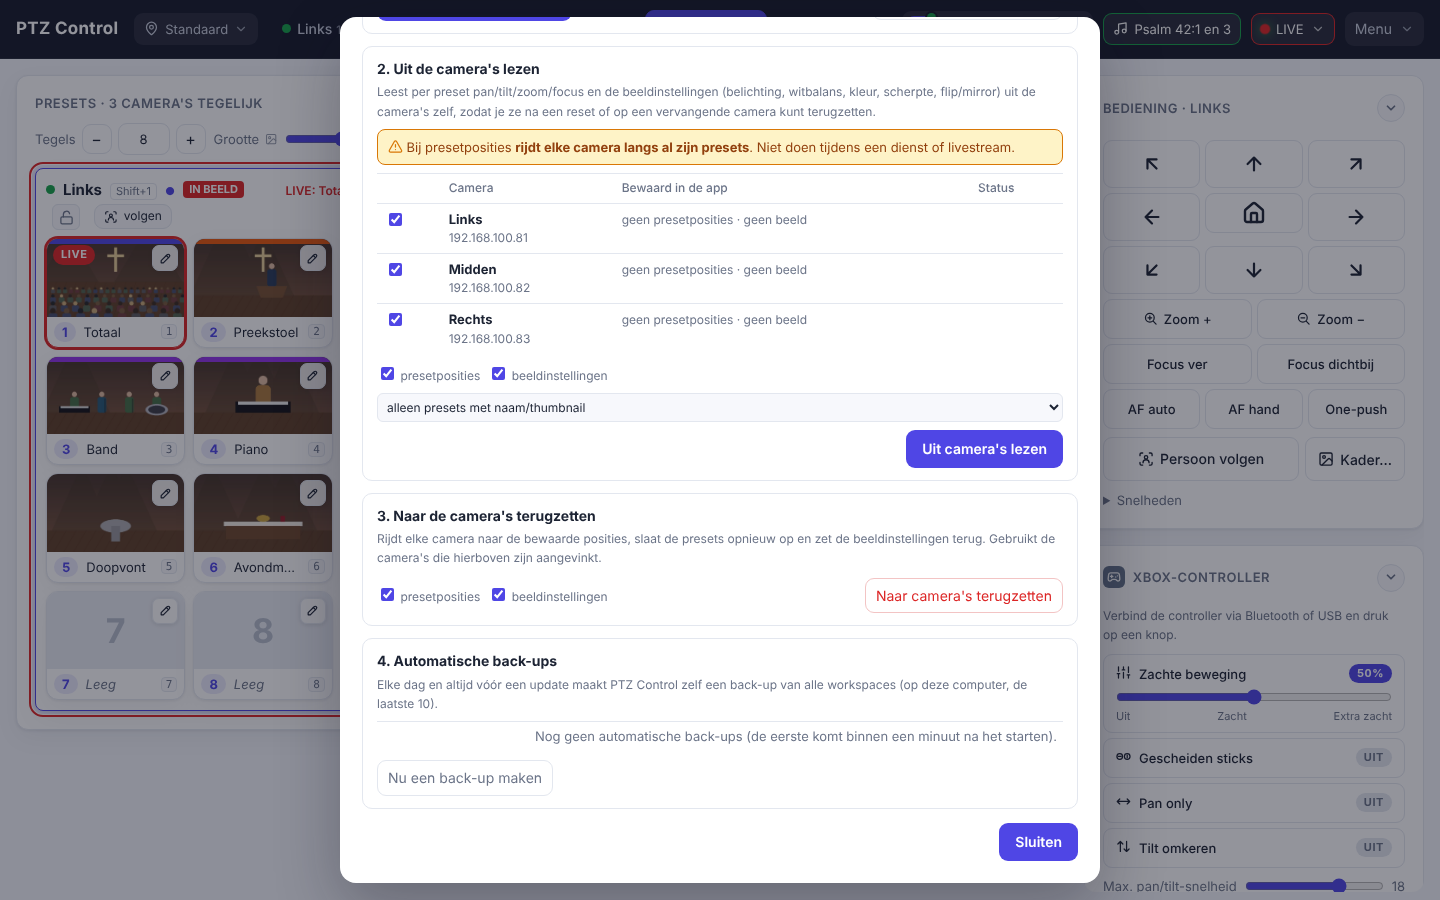 PTZ Control
Standaard
Links
Psalm 42:1 en 3
LIVE
Menu
PRESETS · 3 CAMERA'S TEGELIJK
Tegels
−
8
+
Grootte
Links
Shift+1
IN BEELD
LIVE:
volgen
LIVE
1 Totaal 1
2 Preekstoel 2
3 Band 3
4 Piano 4
5 Doopvont 5
6 Avondm... 6
7
8
7 Leeg 7
8 Leeg 8
2. Uit de camera's lezen
Leest per preset pan/tilt/zoom/focus en de beeldinstellingen (belichting, witbalans, kleur, scherpte, flip/mirror) uit de
camera's zelf, zodat je ze na een reset of op een vervangende camera kunt terugzetten.
Bij presetposities rijdt elke camera langs al zijn presets. Niet doen tijdens een dienst of livestream.
Camera Bewaard in de app Status
Links geen presetposities · geen beeld
192.168.100.81
Midden geen presetposities · geen beeld
192.168.100.82
Rechts geen presetposities · geen beeld
192.168.100.83
presetposities beeldinstellingen
alleen presets met naam/thumbnail
Uit camera's lezen
3. Naar de camera's terugzetten
Rijdt elke camera naar de bewaarde posities, slaat de presets opnieuw op en zet de beeldinstellingen terug. Gebruikt de
camera's die hierboven zijn aangevinkt.
presetposities beeldinstellingen
Naar camera's terugzetten
4. Automatische back-ups
Elke dag en altijd vóór een update maakt PTZ Control zelf een back-up van alle workspaces (op deze computer, de
laatste 10).
Nog geen automatische back-ups (de eerste komt binnen een minuut na het starten).
Nu een back-up maken
Sluiten
BEDIENING · LINKS
Zoom +
Zoom −
Focus ver
Focus dichtbij
AF auto
AF hand
One-push
Persoon volgen
Kader...
Snelheden
XBOX-CONTROLLER
Verbind de controller via Bluetooth of USB en druk
op een knop.
Zachte beweging 50%
Uit Zacht Extra zacht
Gescheiden sticks UIT
Pan only UIT
Tilt omkeren UIT
Max. pan/tilt-snelheid 18